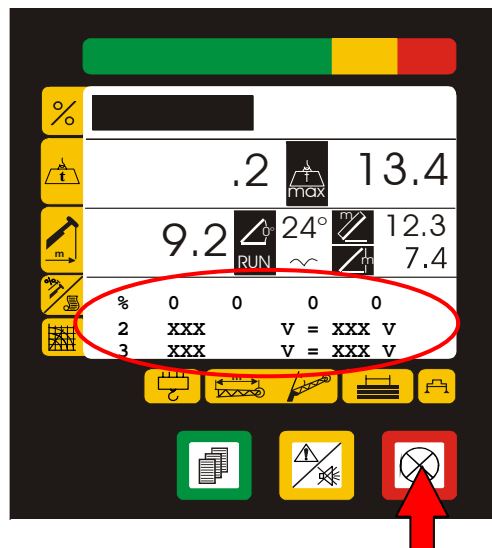 %
t
.2 t max 13.4
m 9.2 0° RUN 24° m 12.3
m 7.4
%
% 0 0 0 0
2 XXX V = XXX V
3 XXX V = XXX V
m